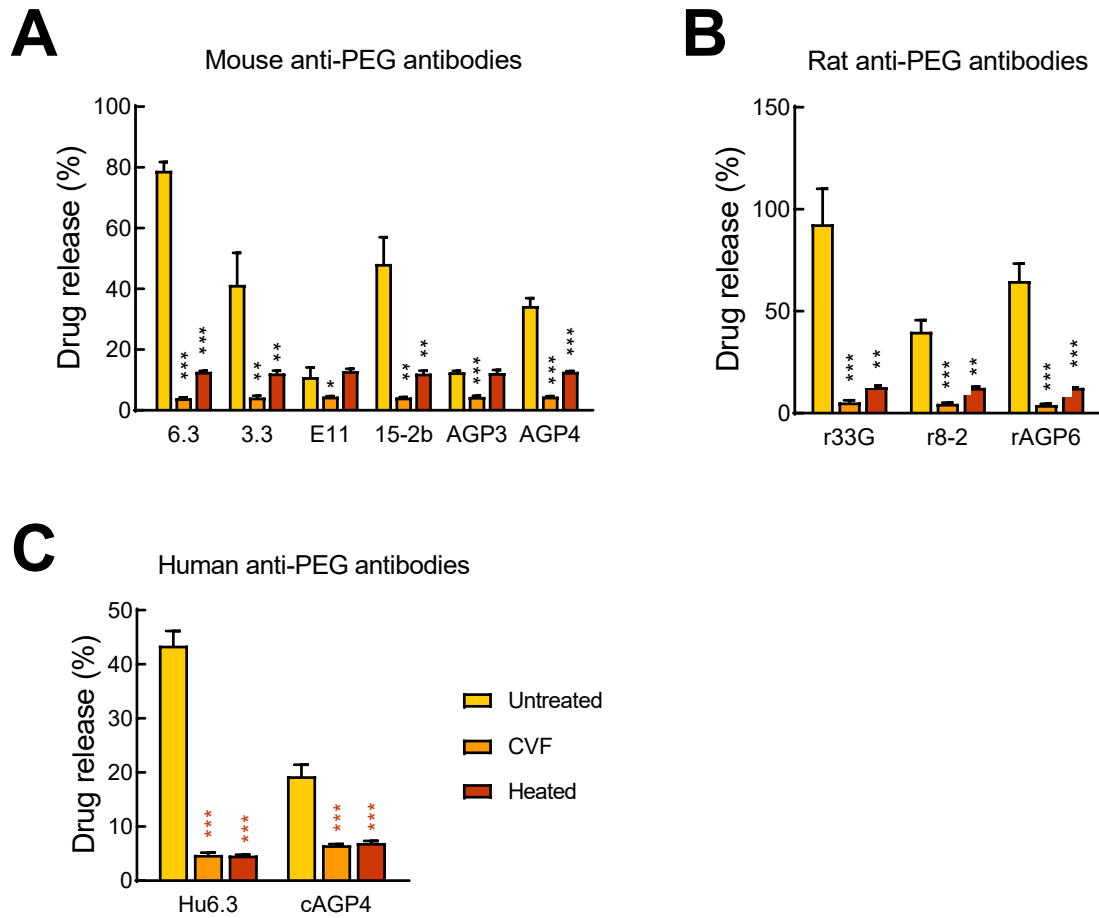 A
Mouse anti-PEG antibodies
Drug release (%)
100
80
60
40
20
0
*** *** ** ** * ** ** *** *** ***
6.3 3.3 E11 15-2b AGP3 AGP4
B
Rat anti-PEG antibodies
Drug release (%)
150
100
50
0
*** ** *** ** *** ***
r33G r8-2 rAGP6
C
Human anti-PEG antibodies
Drug release (%)
50
40
30
20
10
0
*** *** *** ***
Hu6.3 cAGP4
Untreated
CVF
Heated